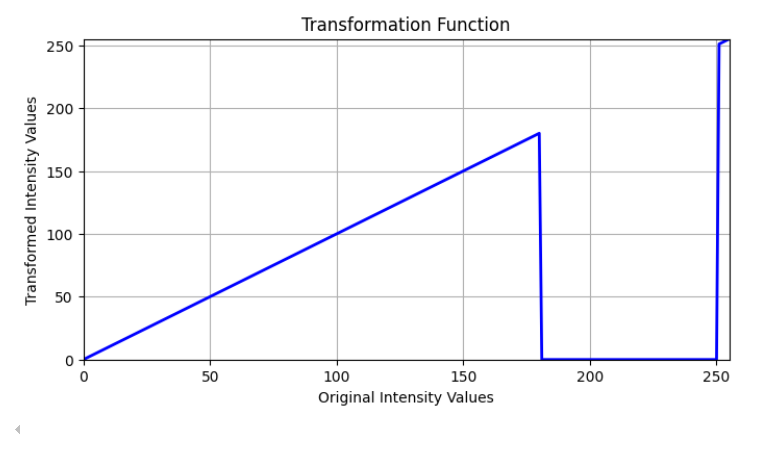 Transformation Function
Transformed Intensity Values
250
200
150
100
50
0
0 50 100 150 200 250
Original Intensity Values